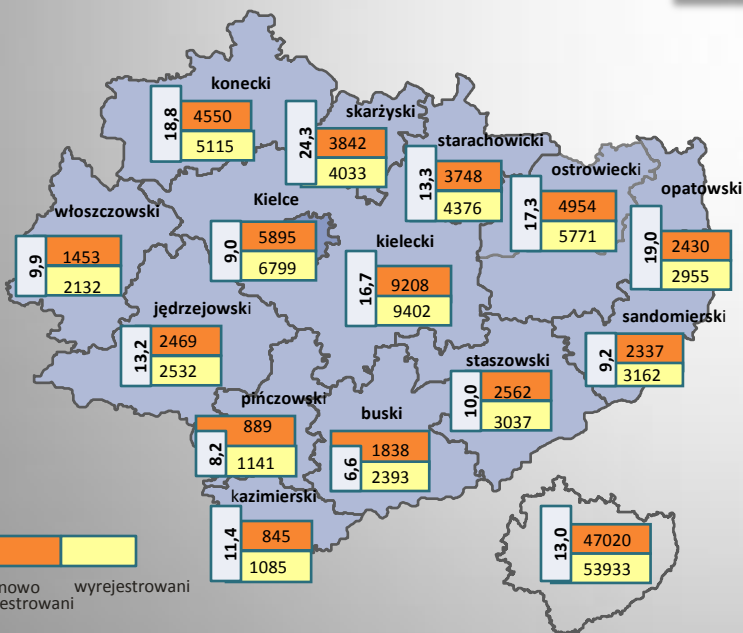 konecki
18,8
4550
5115
skarżyski
24,3
3842
4033
starachowicki
13,3
3748
4376
ostrowiecki
17,3
4954
5771
opatowski
19,0
2430
2955
włoszczowski
9,9
1453
2132
Kielce
9,0
5895
6799
kielecki
16,7
9208
9402
jędrzejowski
13,2
2469
2532
sandomierski
9,2
2337
3162
staszowski
10,0
2562
3037
pińczowski
8,2
889
1141
buski
6,6
1838
2393
kazimierski
11,4
845
1085
13,0
47020
53933
nowo wyrejestrowani
estrowani